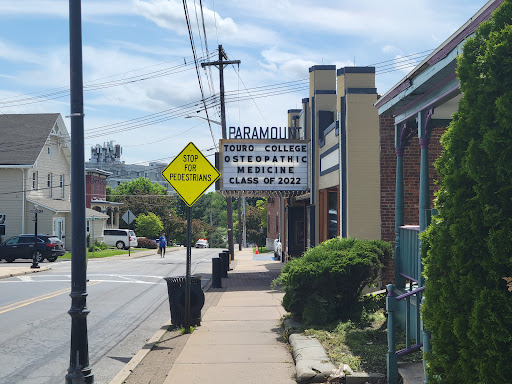 PARAMOUNT
TOURO COLLEGE
OSTEOPATHIC
MEDICINE
CLASS OF 2022
STOP
FOR
PEDESTRIANS